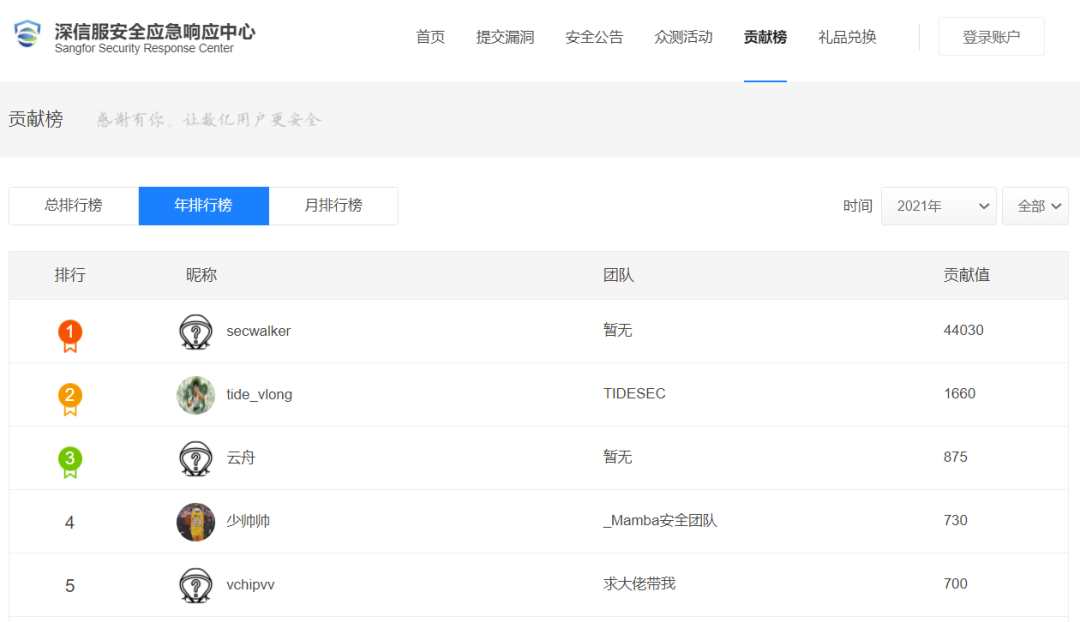 深信服安全应急响应中心
Sangfor Security Response Center
首页 提交漏洞 安全公告 众测活动 贡献榜 礼品兑换 登录账户
贡献榜 感谢有你，让数亿用户更安全
总排行榜 年排行榜 月排行榜 时间 2021年 全部
排行 昵称 团队 贡献值
1 secwalker 暂无 44030
2 tide_vlong TIDESEC 1660
3 云舟 暂无 875
4 少帅帅 _Mamba安全团队 730
5 vchipvv 求大佬带我 700